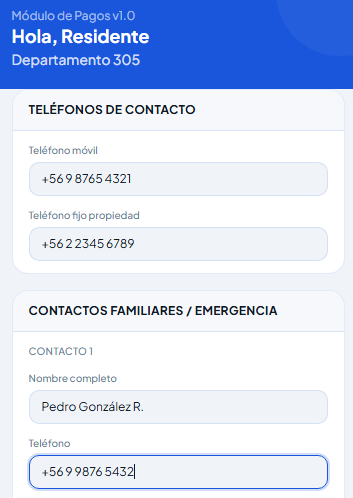 Módulo de Pagos v1.0
Hola, Residente
Departamento 305
TELÉFONOS DE CONTACTO
Teléfono móvil
+56 9 8765 4321
Teléfono fijo propiedad
+56 2 2345 6789
CONTACTOS FAMILIARES / EMERGENCIA
CONTACTO 1
Nombre completo
Pedro González R.
Teléfono
+56 9 9876 5432